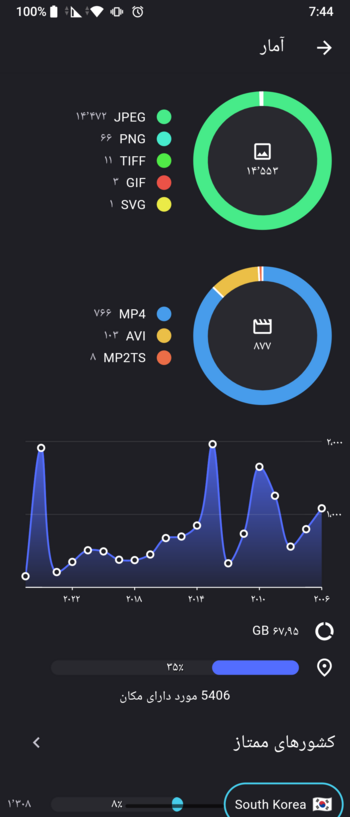 100% 7:44
آمار
JPEG ۱۴٬۴۷۲
PNG ۶۶
TIFF ۱۱
GIF ۳
SVG ۱
۱۴٬۵۵۳
MP4 ۷۶۶
AVI ۱۰۳
MP2TS ۸
۸۷۷
۲٬۰۰۰
۱٬۰۰۰
۲۰۰۶ ۲۰۱۰ ۲۰۱۴ ۲۰۱۸ ۲۰۲۲
۶۷٫۹۵ GB
۳۵٪
5406 مورد دارای مکان
کشورهای ممتاز
South Korea ۸٪ ۱٬۳۰۸